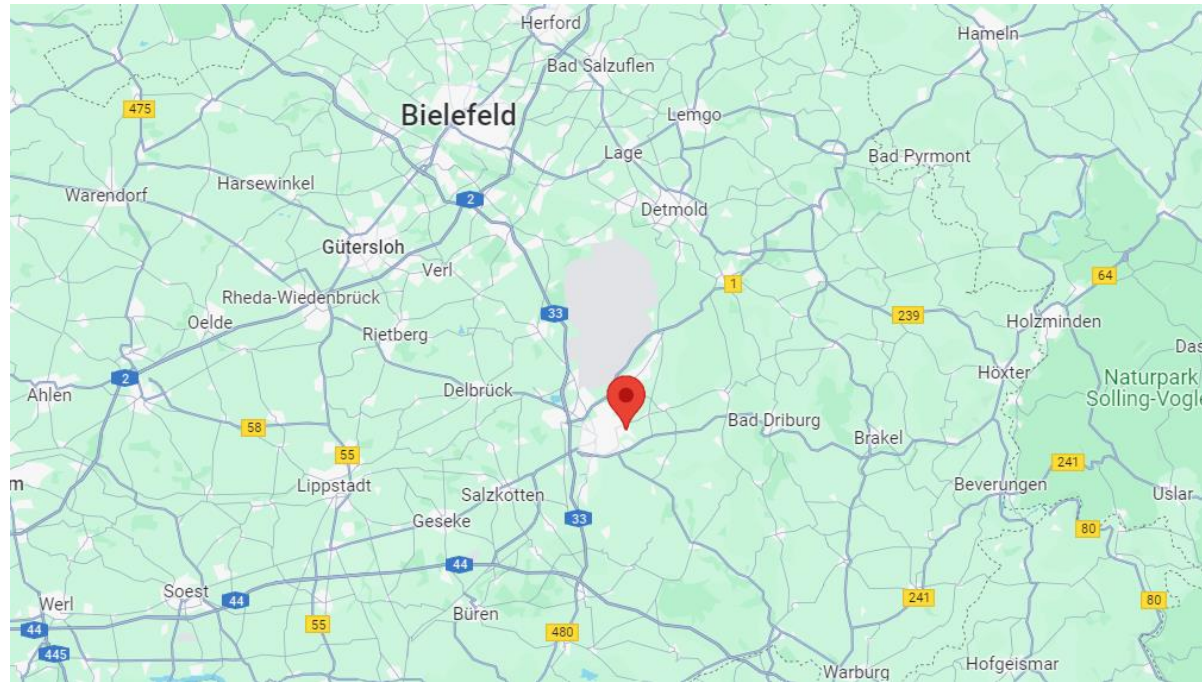 Herford
Hameln
Bad Salzuflen
475
44
Bielefeld
Lemgo
Lage
Bad Pyrmont
Harsewinkel
Warendorf
2
Detmold
Gütersloh
Verl
64
1
Rheda-Wiedenbrück
33
239
Oelde
Rietberg
Holzminden
Das
2
Höxter
Naturpark
Solling-Vogle
Ahlen
Delbrück
58
Bad Driburg
Brakel
55
241
Lippstadt
Salzkotten
Beverungen
Uslar
m
Geseke
33
80
44
Soest
44
241
80
Werl
Büren
55
480
44
445
Warburg
Hofgeismar